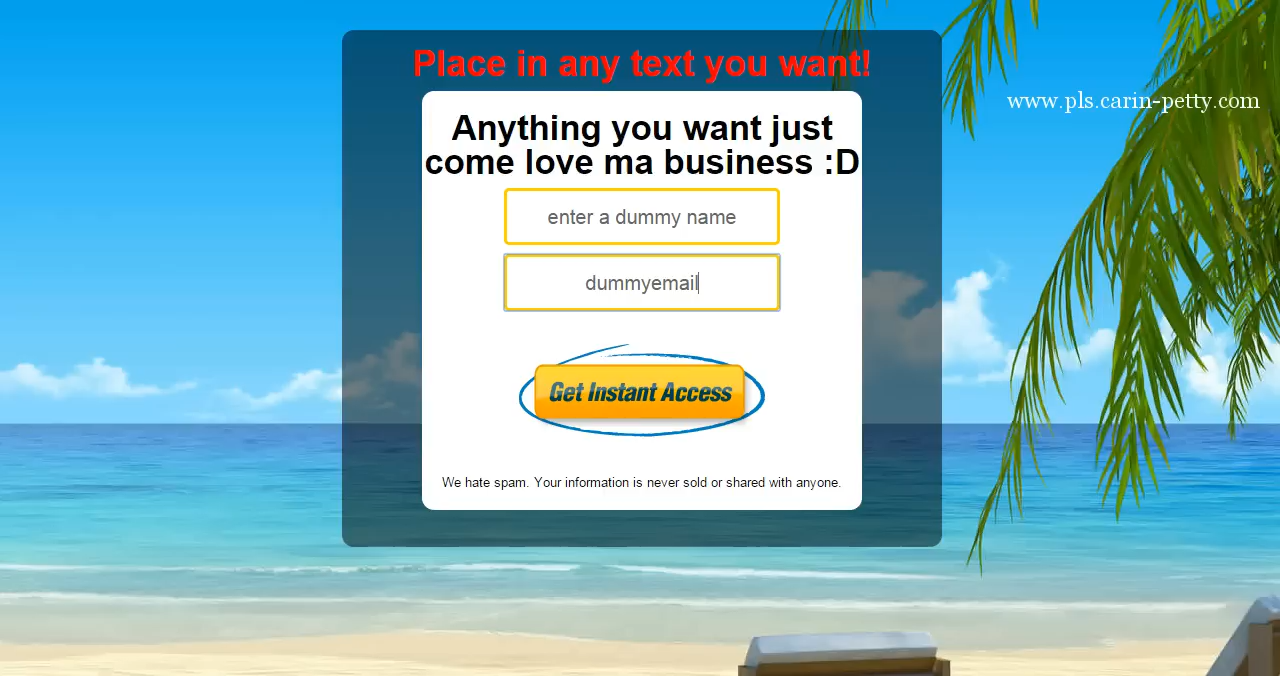 Place in any text you want!
www.pls.carin-petty.com
Anything you want just
come love ma business :D
enter a dummy name
dummyemail
Get Instant Access
We hate spam. Your information is never sold or shared with anyone.